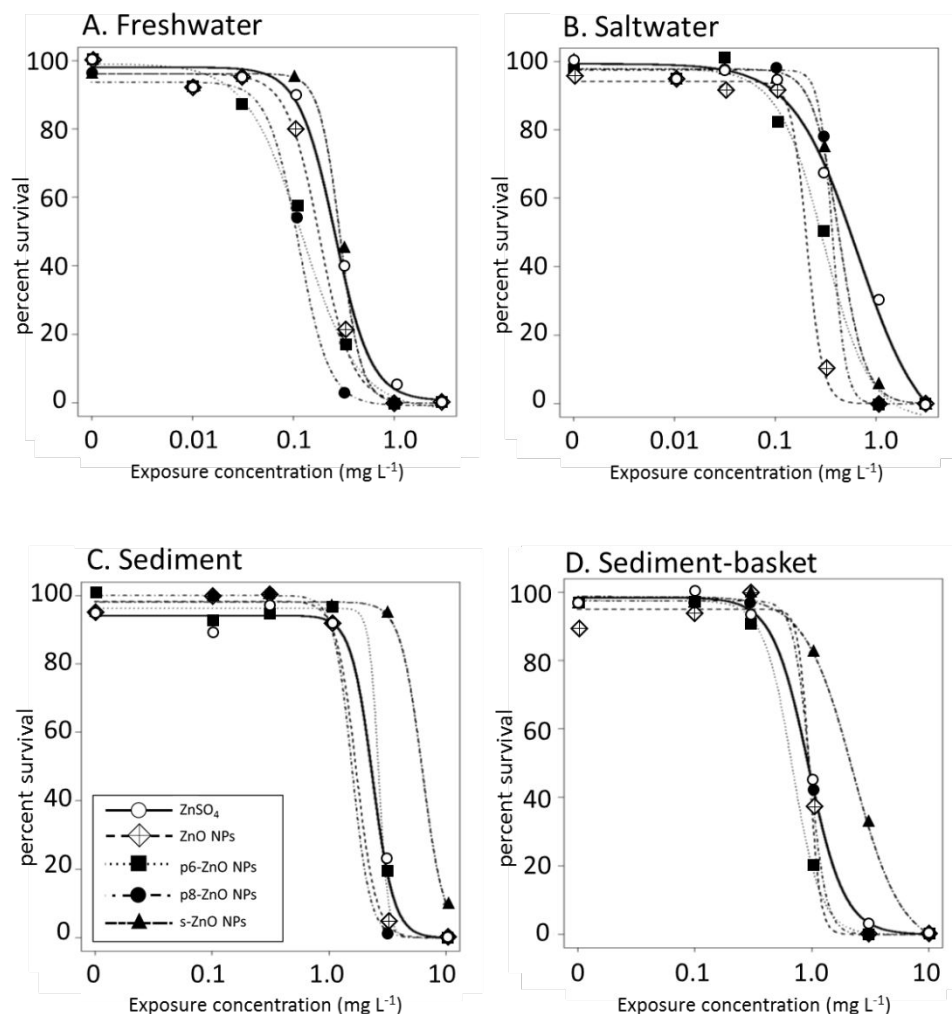 A. Freshwater
100
80
60
40
20
0
percent survival
0 0.01 0.1 1.0
Exposure concentration (mg L⁻¹)
B. Saltwater
100
80
60
40
20
0
percent survival
0 0.01 0.1 1.0
Exposure concentration (mg L⁻¹)
C. Sediment
100
80
60
40
20
0
percent survival
ZnSO₄
ZnO NPs
p6-ZnO NPs
p8-ZnO NPs
s-ZnO NPs
0 0.1 1.0 10
Exposure concentration (mg L⁻¹)
D. Sediment-basket
100
80
60
40
20
0
percent survival
0 0.1 1.0 10
Exposure concentration (mg L⁻¹)